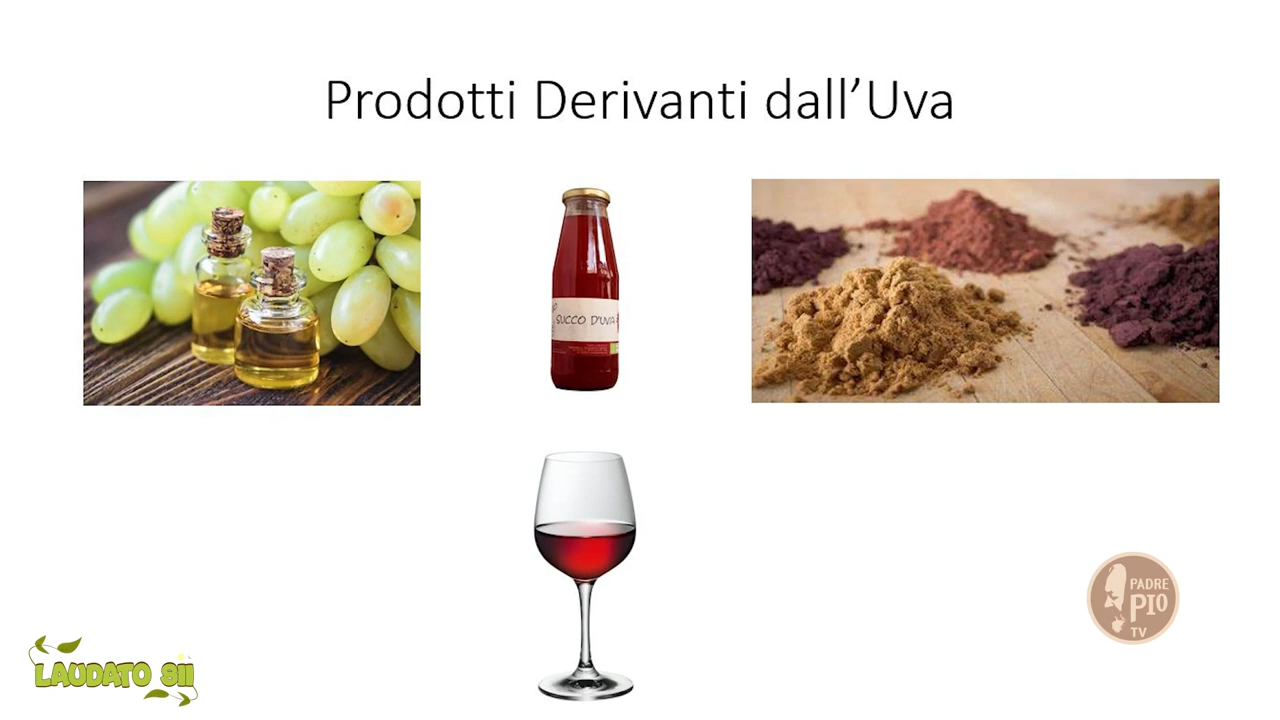 Prodotti Derivanti dall’Uva
SUCCO D'UVA
PADRE
PIO
TV
LAUDATO SII